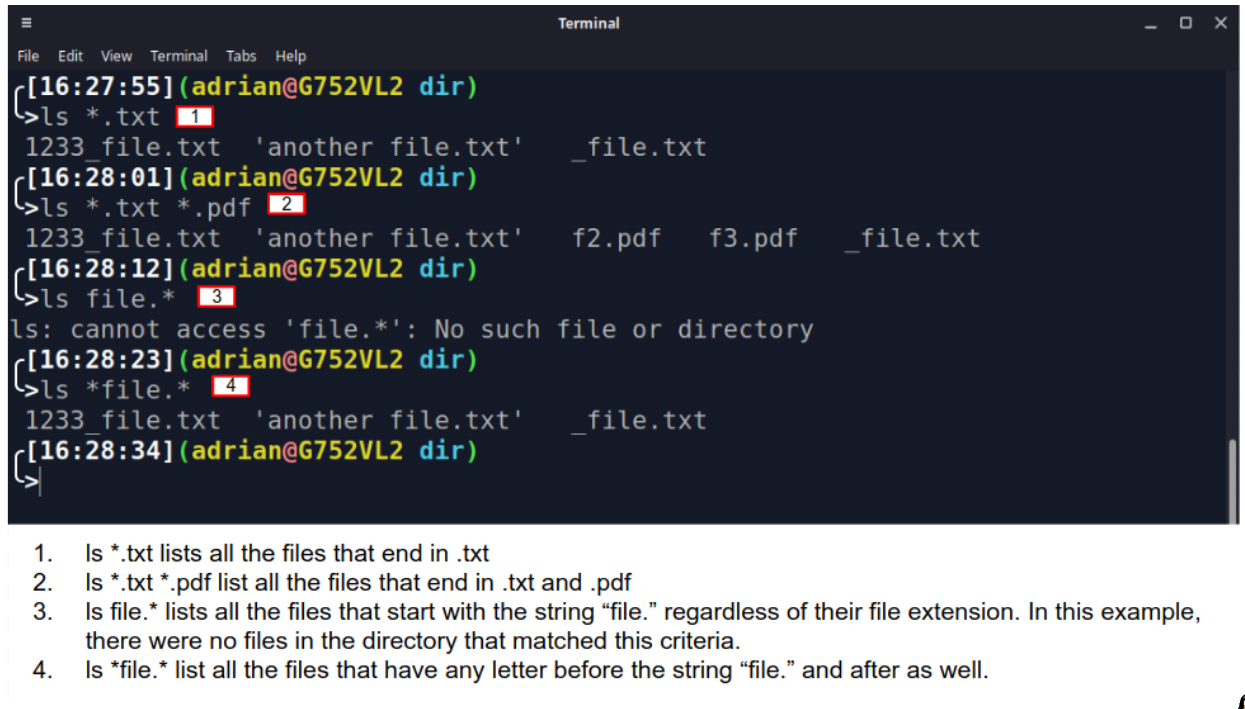 Terminal
File Edit View Terminal Tabs Help
[16:27:55](adrian@G752VL2 dir)
>ls *.txt 1
1233_file.txt 'another file.txt' _file.txt
[16:28:01](adrian@G752VL2 dir)
>ls *.txt *.pdf 2
1233_file.txt 'another file.txt' f2.pdf f3.pdf _file.txt
[16:28:12](adrian@G752VL2 dir)
>ls file.* 3
ls: cannot access 'file.*': No such file or directory
[16:28:23](adrian@G752VL2 dir)
>ls *file.* 4
1233_file.txt 'another file.txt' _file.txt
[16:28:34](adrian@G752VL2 dir)
>
1. ls *.txt lists all the files that end in .txt
2. ls *.txt *.pdf list all the files that end in .txt and .pdf
3. ls file.* lists all the files that start with the string “file.” regardless of their file extension. In this example,
there were no files in the directory that matched this criteria.
4. ls *file.* list all the files that have any letter before the string “file.” and after as well.